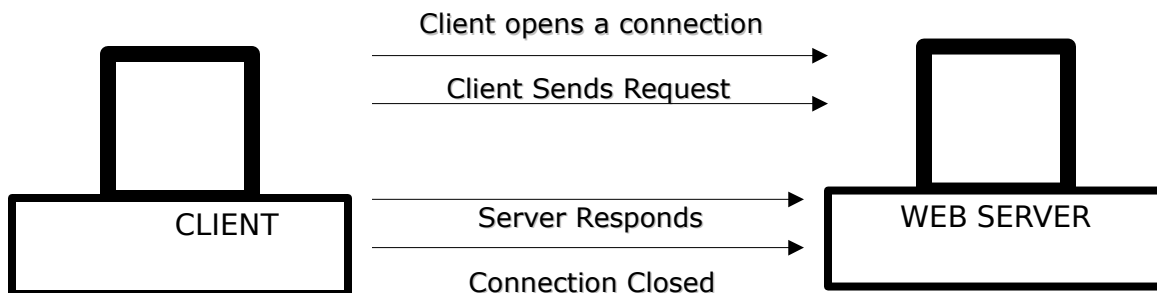 Client opens a connection
Client Sends Request
CLIENT
Server Responds
WEB SERVER
Connection Closed